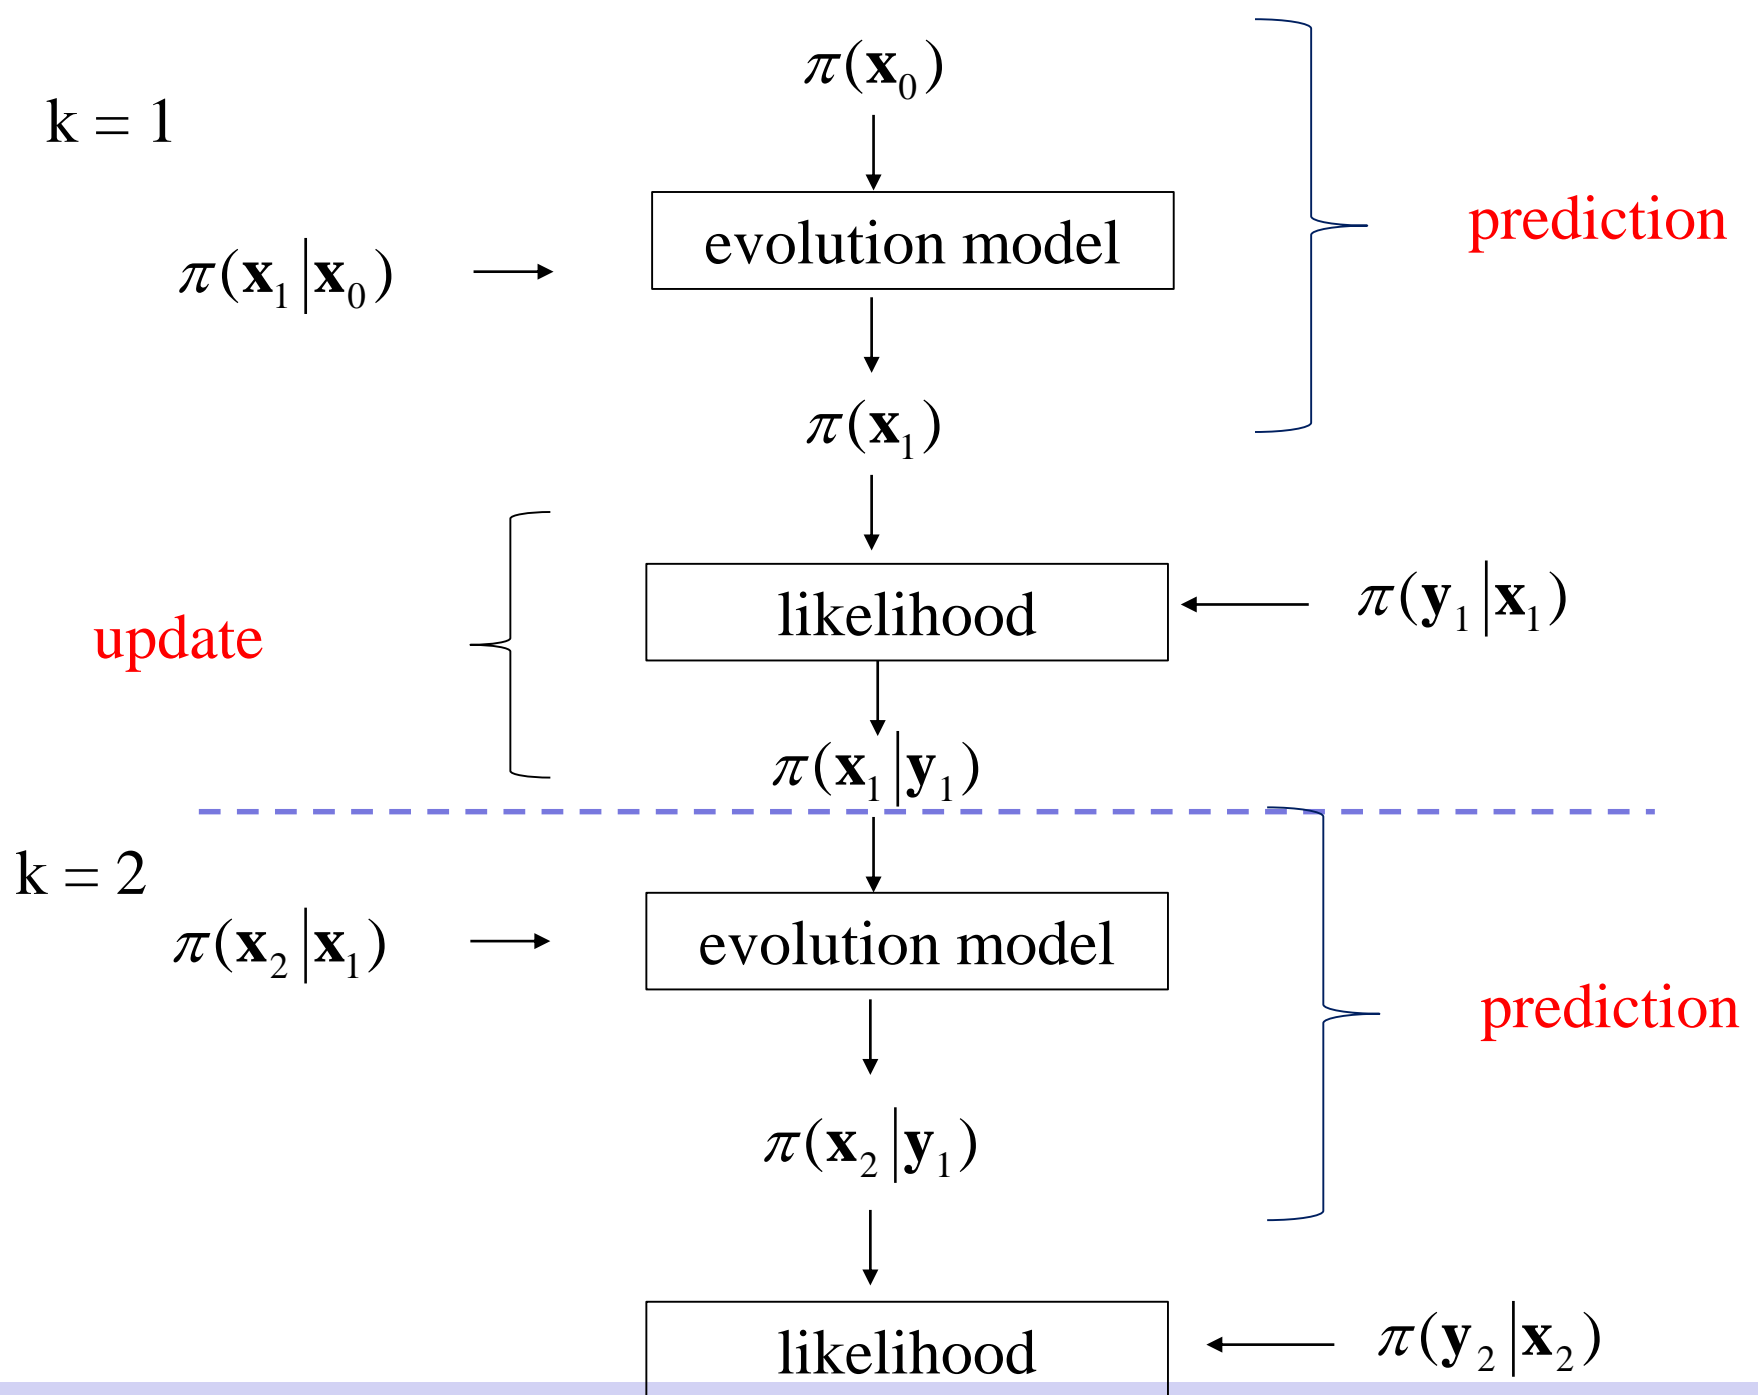 π(x₀)
k = 1
evolution model
prediction
π(x₁|x₀)
π(x₁)
likelihood
π(y₁|x₁)
update
π(x₁|y₁)
k = 2
π(x₂|x₁)
evolution model
prediction
π(x₂|y₁)
likelihood
π(y₂|x₂)